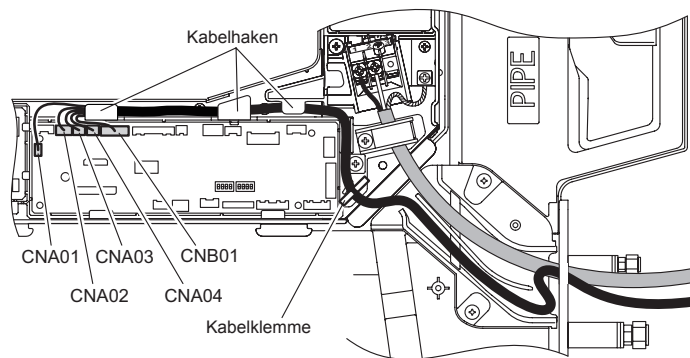 Kabelhaken
PIPE
CNA01
CNA03
CNB01
CNA02
CNA04
Kabelklemme